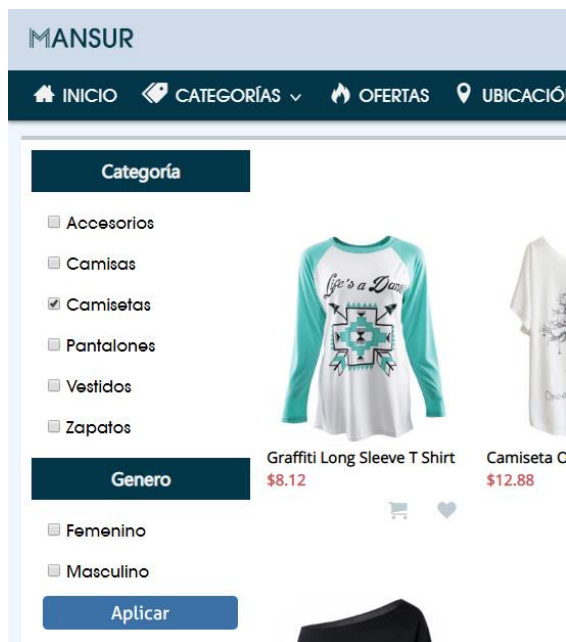 MANSUR
INICIO CATEGORÍAS OFERTAS
Categoría
Accesorios
Camisas
Camisetas
Pantalones
Vestidos
Zapatos
Genero
Femenino
Masculino
Aplicar
Life's a
Graffiti Long Sleeve T Shirt
$8.12
Camiseta
$12.88